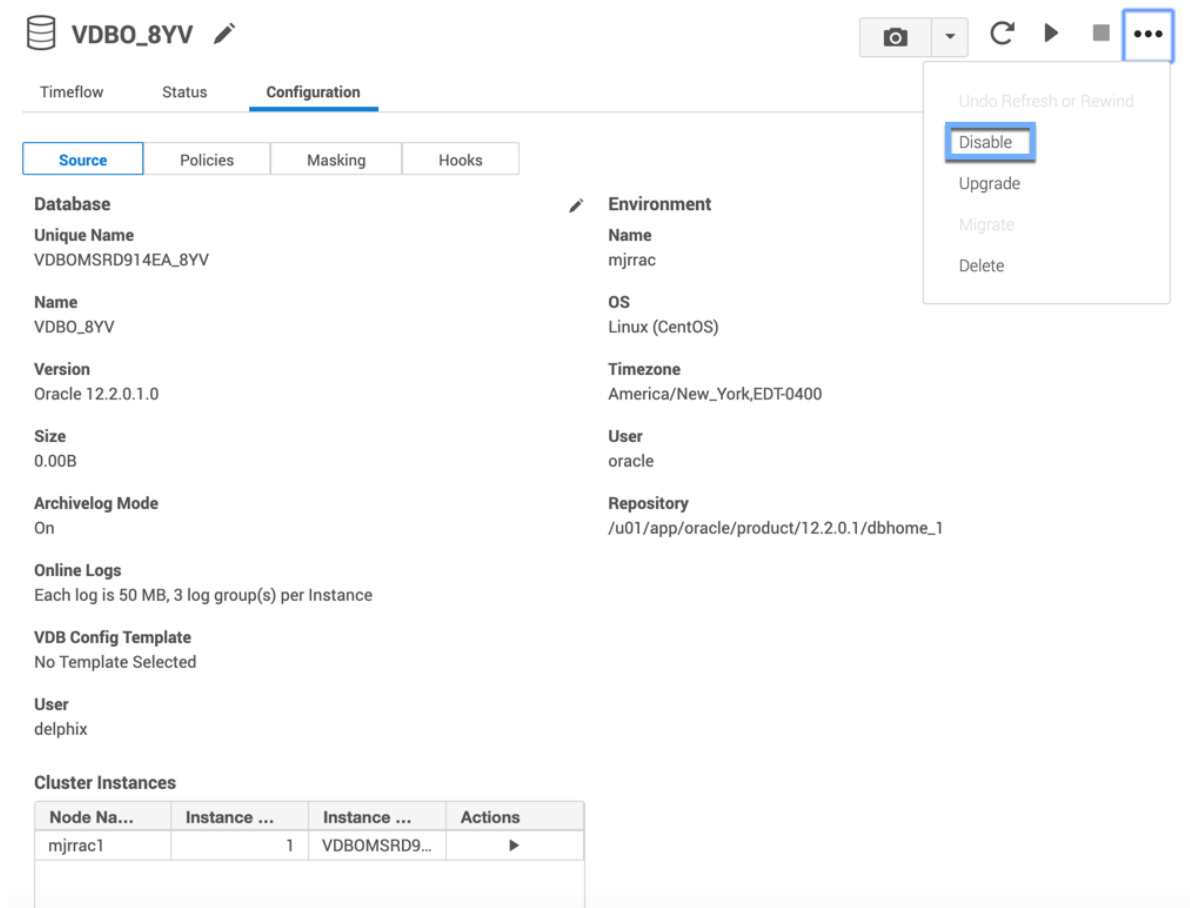 VDBO_8YV
Timeflow
Status
Configuration
Undo Refresh or Rewind
Disable
Upgrade
Migrate
Delete
Source
Policies
Masking
Hooks
Database
Unique Name
VDBOMSRD914EA_8YV
Name
VDBO_8YV
Version
Oracle 12.2.0.1.0
Size
0.00B
Archivelog Mode
On
Online Logs
Each log is 50 MB, 3 log group(s) per Instance
VDB Config Template
No Template Selected
User
delphix
Environment
Name
mjrrac
OS
Linux (CentOS)
Timezone
America/New_York,EDT-0400
User
oracle
Repository
/u01/app/oracle/product/12.2.0.1/dbhome_1
Cluster Instances
Node Na... Instance ... Instance ... Actions
mjrrac1 1 VDBOMSRD9...